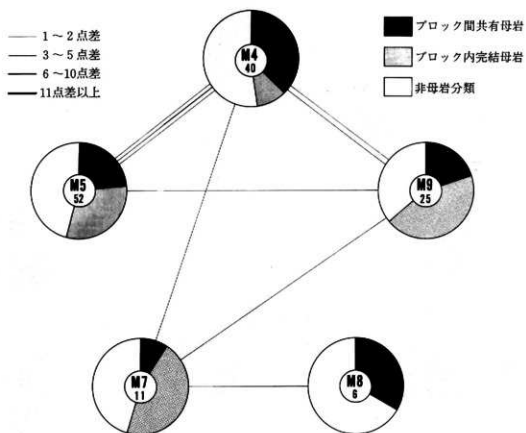 1～2点差
3～5点差
6～10点差
11点差以上
ブロック間共有母岩
ブロック内完結母岩
非母岩分類
M4
40
M5
52
M9
25
M7
11
M8
6